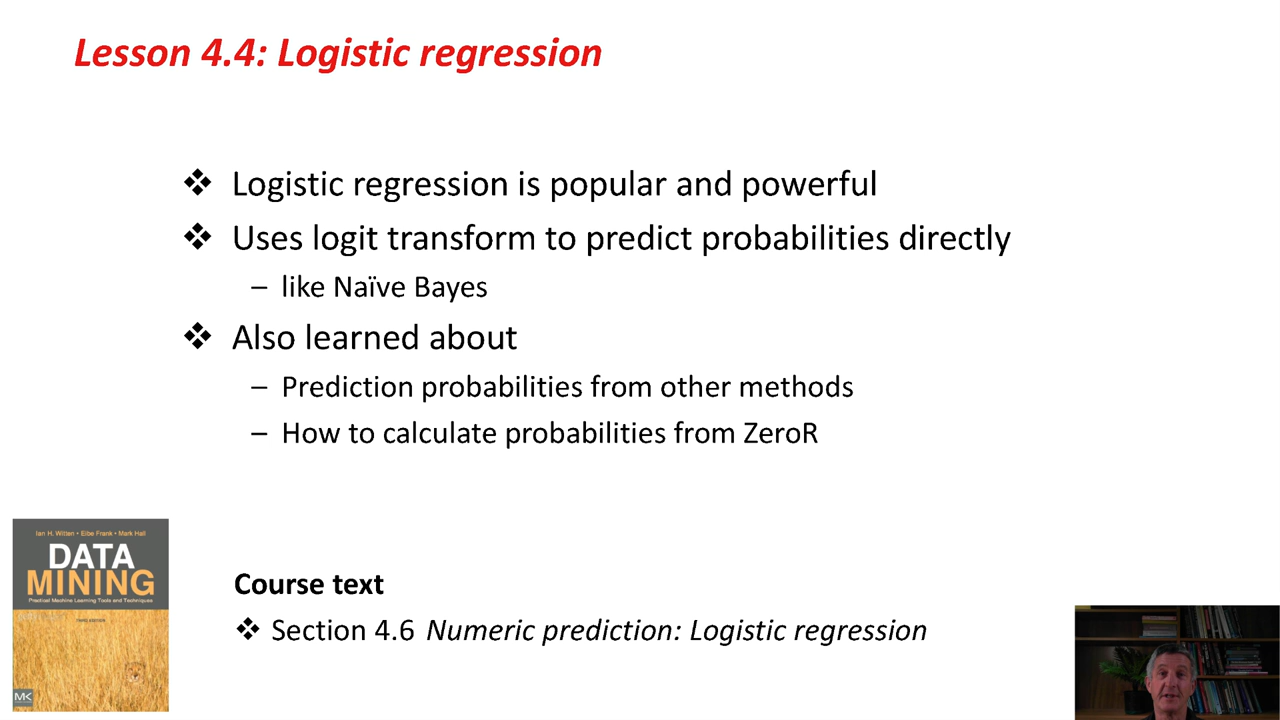 Lesson 4.4: Logistic regression
❖ Logistic regression is popular and powerful
❖ Uses logit transform to predict probabilities directly
– like Naïve Bayes
❖ Also learned about
– Prediction probabilities from other methods
– How to calculate probabilities from ZeroR
Ian H. Witten • Eibe Frank • Mark Hall
DATA
MINING
Practical Machine Learning Tools and Techniques
THIRD EDITION
MK
Course text
❖ Section 4.6 Numeric prediction: Logistic regression